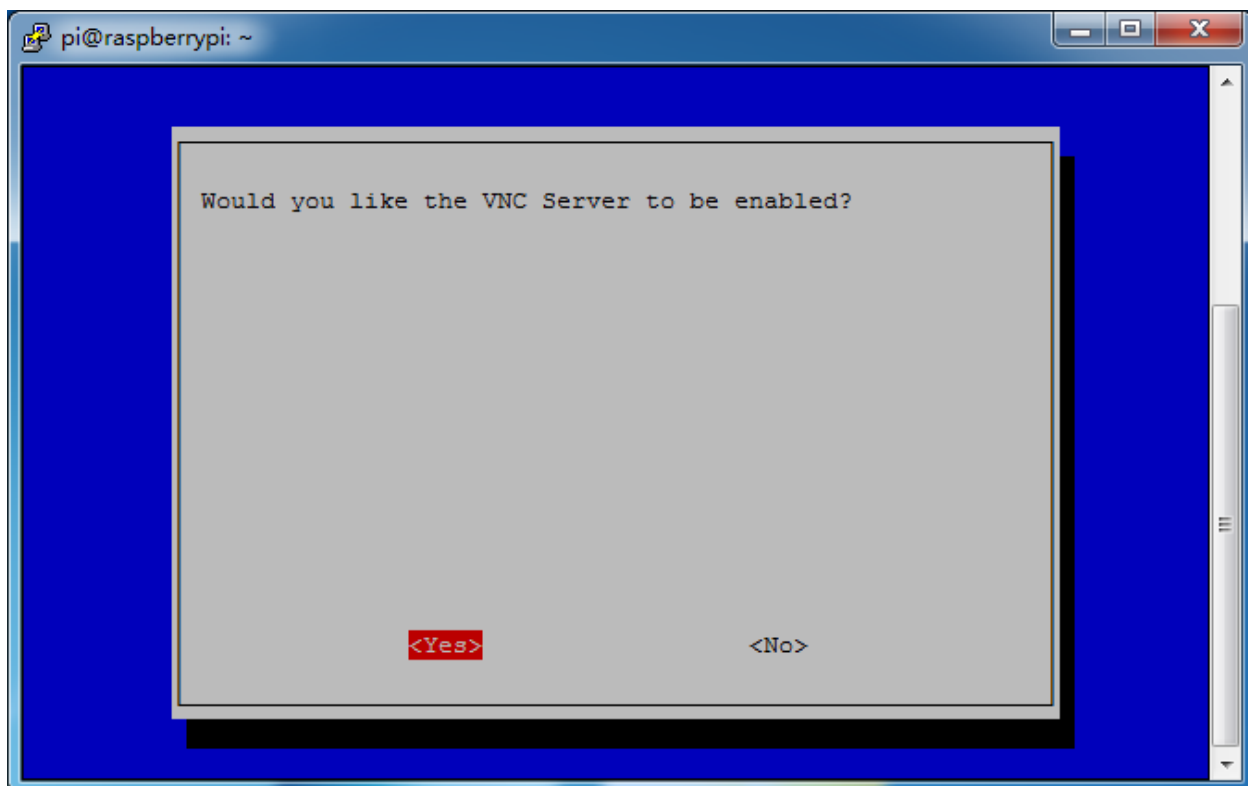 pi@raspberrypi: ~
Would you like the VNC Server to be enabled?
<Yes> <No>